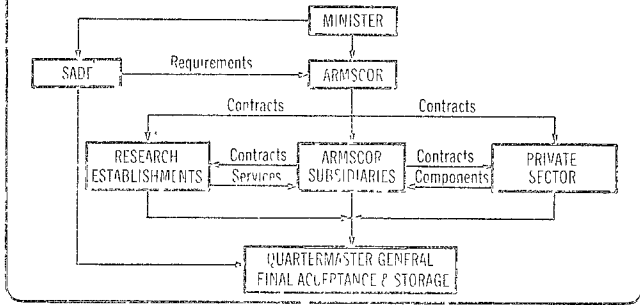 MINISTER
SADF
Requirements
ARMSCOR
Contracts
Contracts
RESEARCH
ESTABLISHMENTS
Contracts
Services
ARMSCOR
SUBSIDIARIES
Contracts
Components
PRIVATE
SECTOR
QUARTERMASTER GENERAL
FINAL ACCEPTANCE & STORAGE